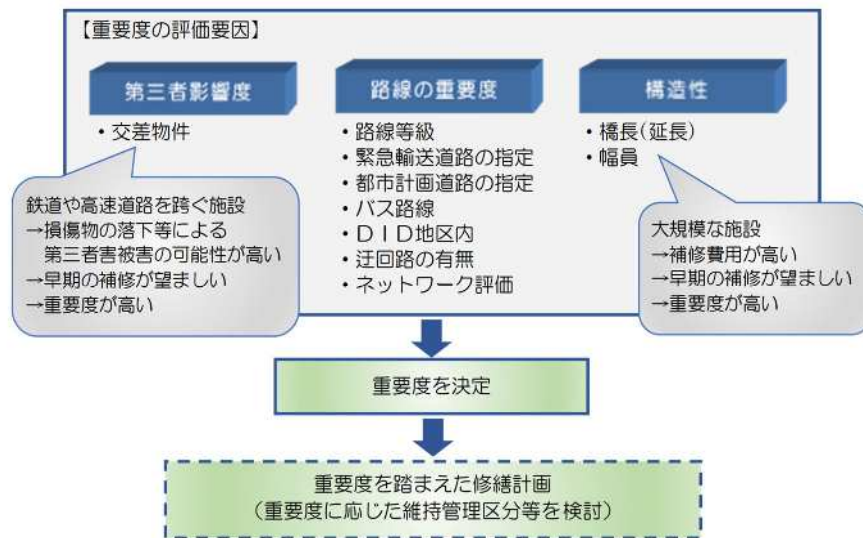 【重要度の評価要因】
第三者影響度
・交差物件
鉄道や高速道路を跨ぐ施設
→損傷物の落下等による
第三者害被害の可能性が高い
→早期の補修が望ましい
→重要度が高い
路線の重要度
・路線等級
・緊急輸送道路の指定
・都市計画道路の指定
・バス路線
・ＤＩＤ地区内
・迂回路の有無
・ネットワーク評価
構造性
・橋長(延長)
・幅員
大規模な施設
→補修費用が高い
→早期の補修が望ましい
→重要度が高い
重要度を決定
重要度を踏まえた修繕計画
（重要度に応じた維持管理区分等を検討）